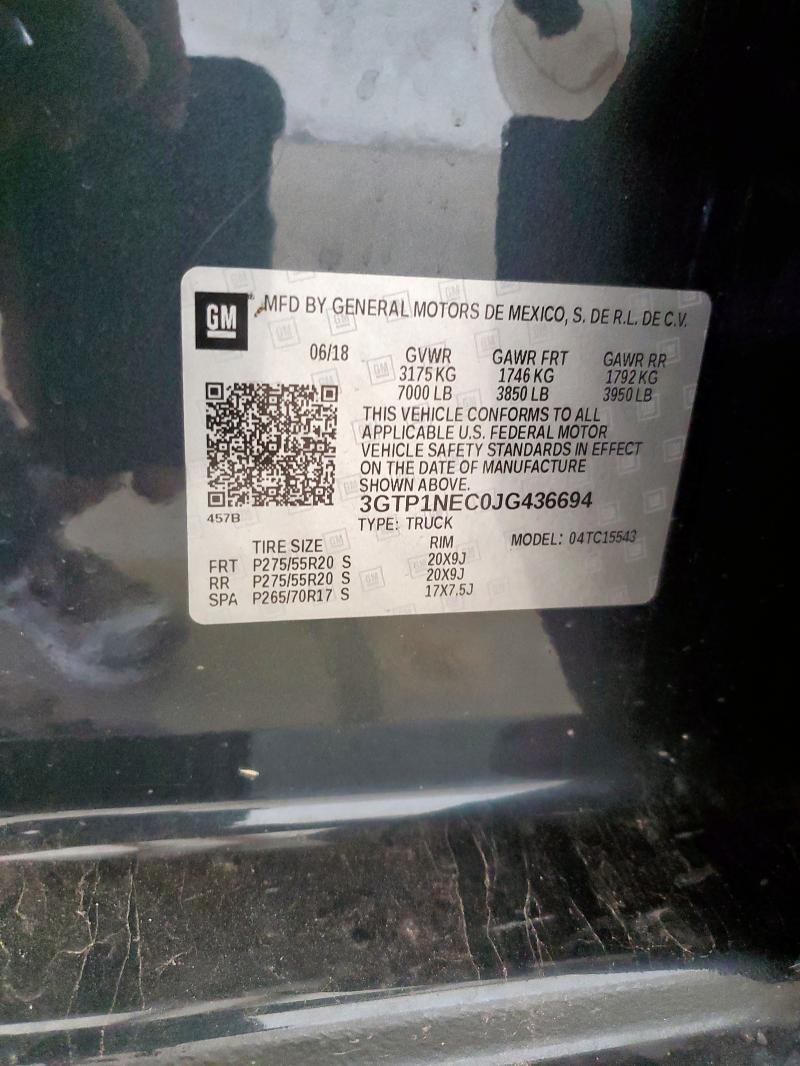 GM MFD BY GENERAL MOTORS DE MEXICO, S. DE R.L. DE C.V.
06/18 GVWR GAWR FRT GAWR RR
3175 KG 1746 KG 1792 KG
7000 LB 3850 LB 3950 LB
THIS VEHICLE CONFORMS TO ALL
APPLICABLE U.S. FEDERAL MOTOR
VEHICLE SAFETY STANDARDS IN EFFECT
ON THE DATE OF MANUFACTURE
SHOWN ABOVE.
3GTP1NEC0JG436694
457B
TYPE: TRUCK
TIRE SIZE RIM MODEL: 04TC15543
FRT P275/55R20 S 20X9J
RR P275/55R20 S 20X9J
SPA P265/70R17 S 17X7.5J